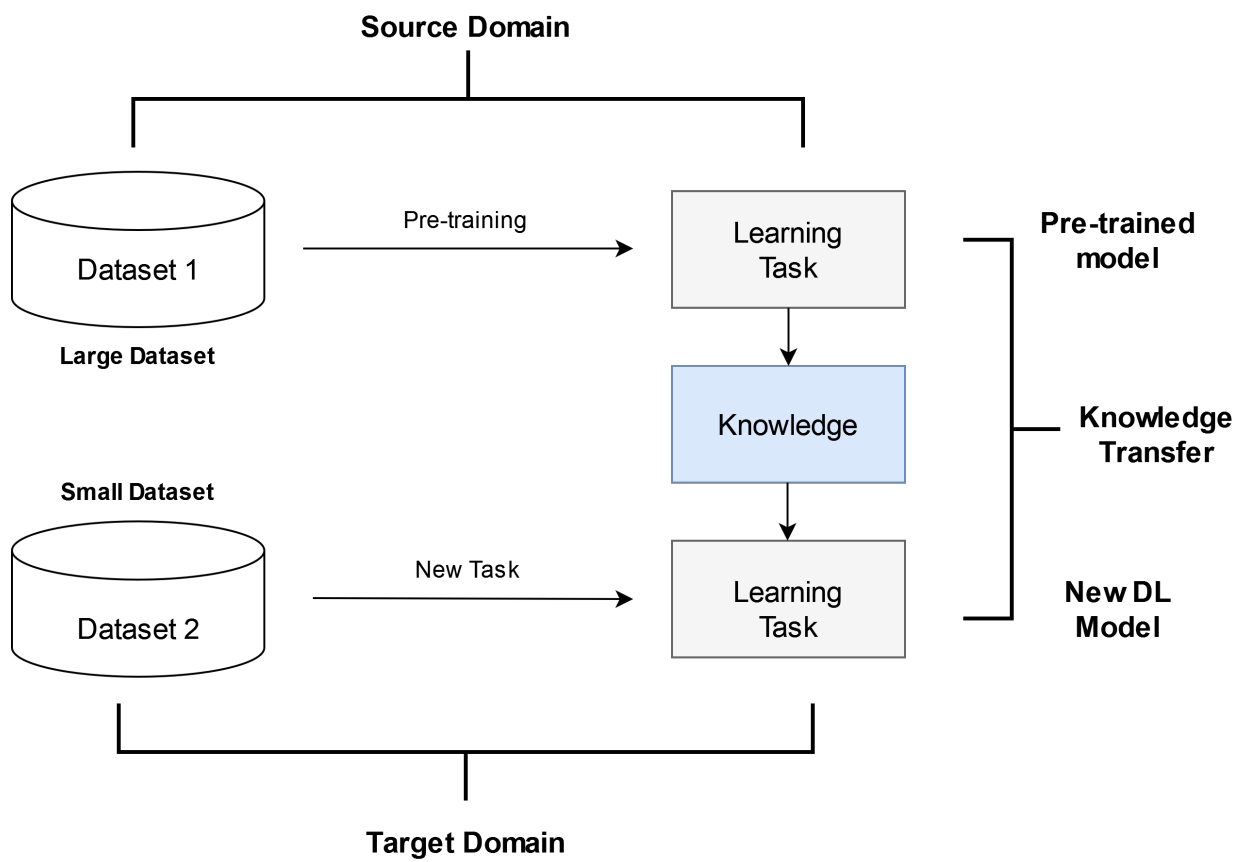 Source Domain
Pre-training
Learning
Task
Pre-trained
model
Dataset 1
Large Dataset
Knowledge
Knowledge
Transfer
Small Dataset
New Task
Learning
Task
New DL
Model
Dataset 2
Target Domain